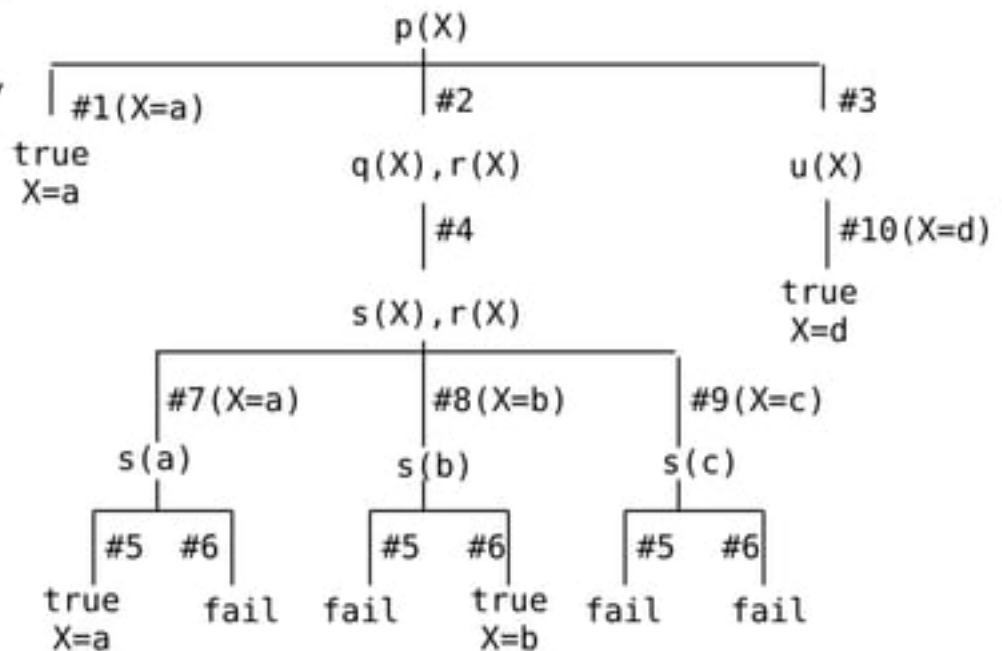 p(X)
#1(X=a) #2 #3
true
X=a
q(X),r(X) u(X)
#4 #10(X=d)
true
X=d
s(X),r(X)
#7(X=a) #8(X=b) #9(X=c)
s(a) s(b) s(c)
#5 #6 #5 #6 #5 #6
true fail fail true fail fail
X=a X=b